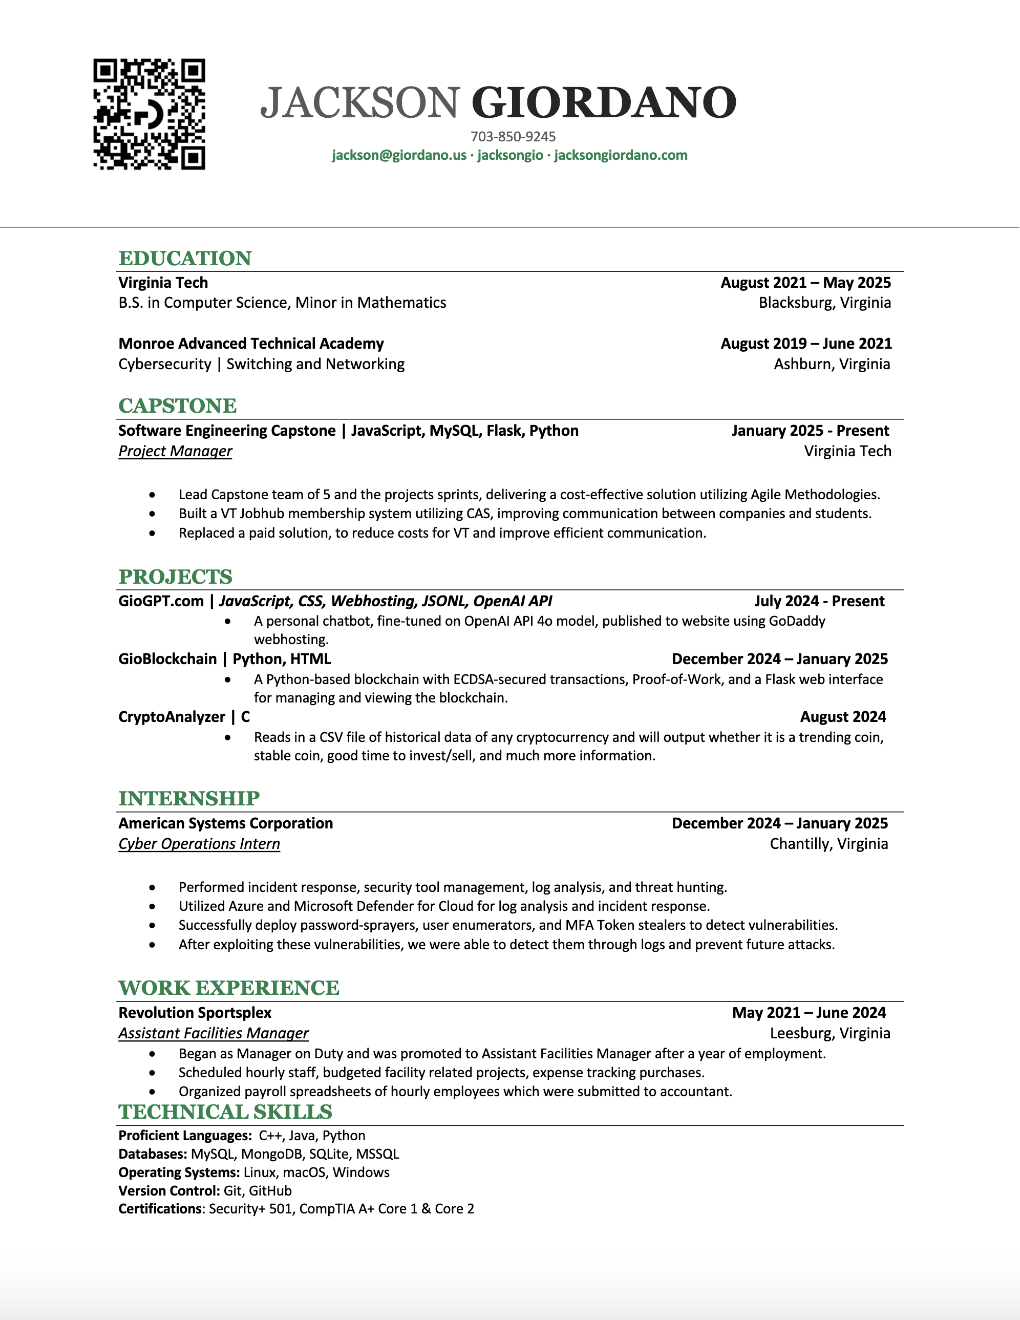 JACKSON GIORDANO
703-850-9245
jackson@giordano.us · jacksongio · jacksongiordano.com
EDUCATION
Virginia Tech August 2021 – May 2025
B.S. in Computer Science, Minor in Mathematics Blacksburg, Virginia
Monroe Advanced Technical Academy August 2019 – June 2021
Cybersecurity | Switching and Networking Ashburn, Virginia
CAPSTONE
Software Engineering Capstone | JavaScript, MySQL, Flask, Python January 2025 - Present
Project Manager Virginia Tech
• Lead Capstone team of 5 and the projects sprints, delivering a cost-effective solution utilizing Agile Methodologies.
• Built a VT Jobhub membership system utilizing CAS, improving communication between companies and students.
• Replaced a paid solution, to reduce costs for VT and improve efficient communication.
PROJECTS
GioGPT.com | JavaScript, CSS, Webhosting, JSONL, OpenAI API July 2024 - Present
• A personal chatbot, fine-tuned on OpenAI API 4o model, published to website using GoDaddy
webhosting.
GioBlockchain | Python, HTML December 2024 – January 2025
• A Python-based blockchain with ECDSA-secured transactions, Proof-of-Work, and a Flask web interface
for managing and viewing the blockchain.
CryptoAnalyzer | C August 2024
• Reads in a CSV file of historical data of any cryptocurrency and will output whether it is a trending coin,
stable coin, good time to invest/sell, and much more information.
INTERNSHIP
American Systems Corporation December 2024 – January 2025
Cyber Operations Intern Chantilly, Virginia
• Performed incident response, security tool management, log analysis, and threat hunting.
• Utilized Azure and Microsoft Defender for Cloud for log analysis and incident response.
• Successfully deploy password-sprayers, user enumerators, and MFA Token stealers to detect vulnerabilities.
• After exploiting these vulnerabilities, we were able to detect them through logs and prevent future attacks.
WORK EXPERIENCE
Revolution Sportsplex May 2021 – June 2024
Assistant Facilities Manager Leesburg, Virginia
• Began as Manager on Duty and was promoted to Assistant Facilities Manager after a year of employment.
• Scheduled hourly staff, budgeted facility related projects, expense tracking purchases.
• Organized payroll spreadsheets of hourly employees which were submitted to accountant.
TECHNICAL SKILLS
Proficient Languages: C++, Java, Python
Databases: MySQL, MongoDB, SQLite, MSSQL
Operating Systems: Linux, macOS, Windows
Version Control: Git, GitHub
Certifications: Security+ 501, CompTIA A+ Core 1 & Core 2